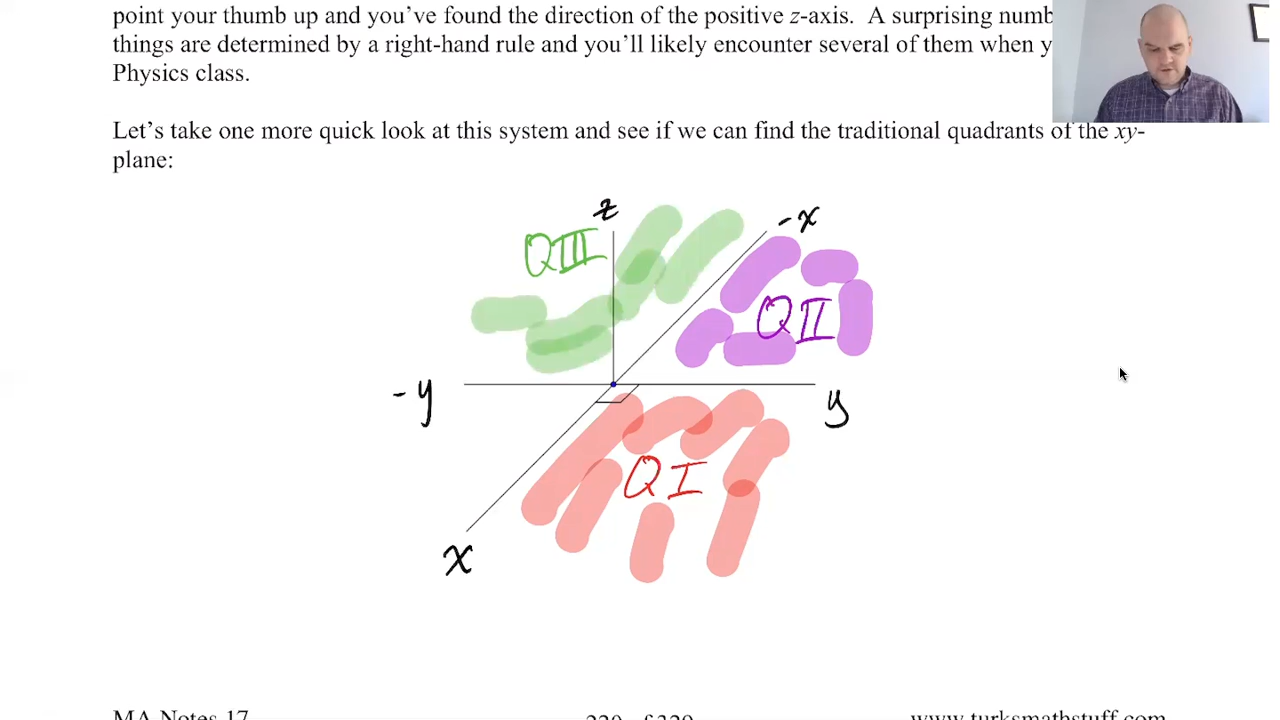 point your thumb up and you've found the direction of the positive z-axis. A surprising numb
things are determined by a right-hand rule and you'll likely encounter several of them when y
Physics class.
Let's take one more quick look at this system and see if we can find the traditional quadrants of the xy-
plane:
z
-x
QIII
QII
-y
y
QI
x
MA Notes 17
www.turksmathstuff.com